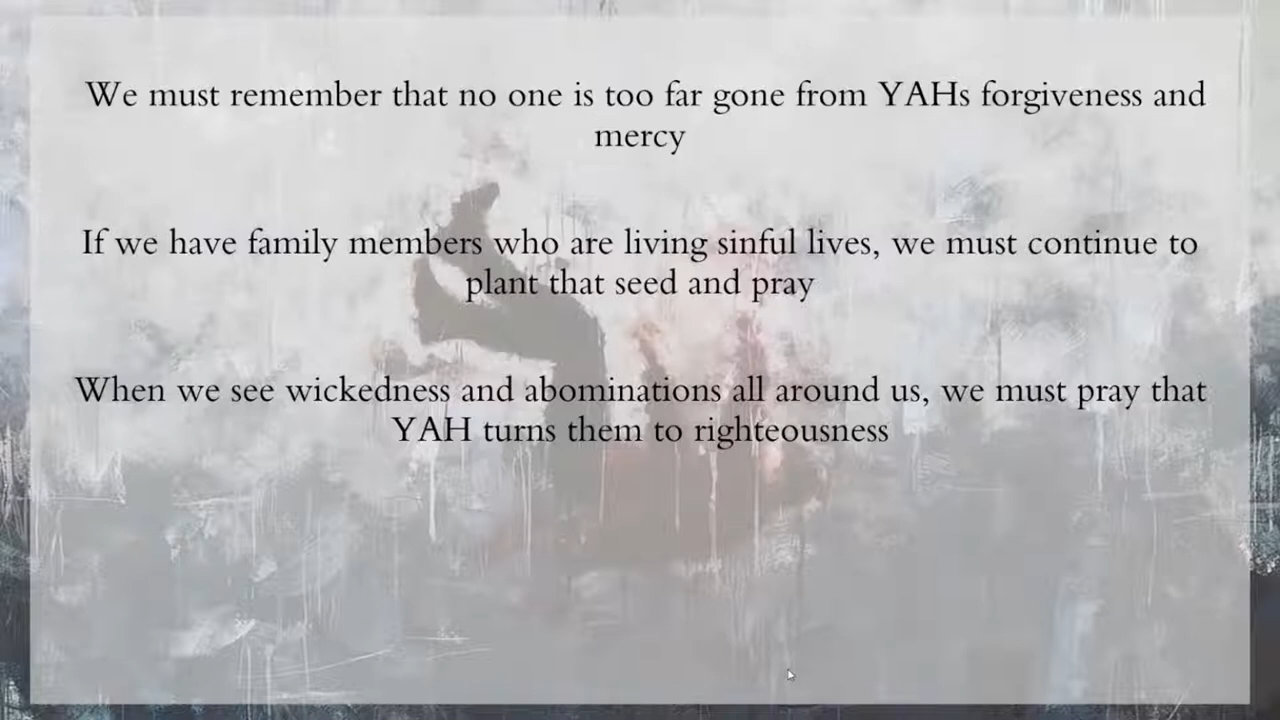 We must remember that no one is too far gone from YAHs forgiveness and
mercy
If we have family members who are living sinful lives, we must continue to
plant that seed and pray
When we see wickedness and abominations all around us, we must pray that
YAH turns them to righteousness